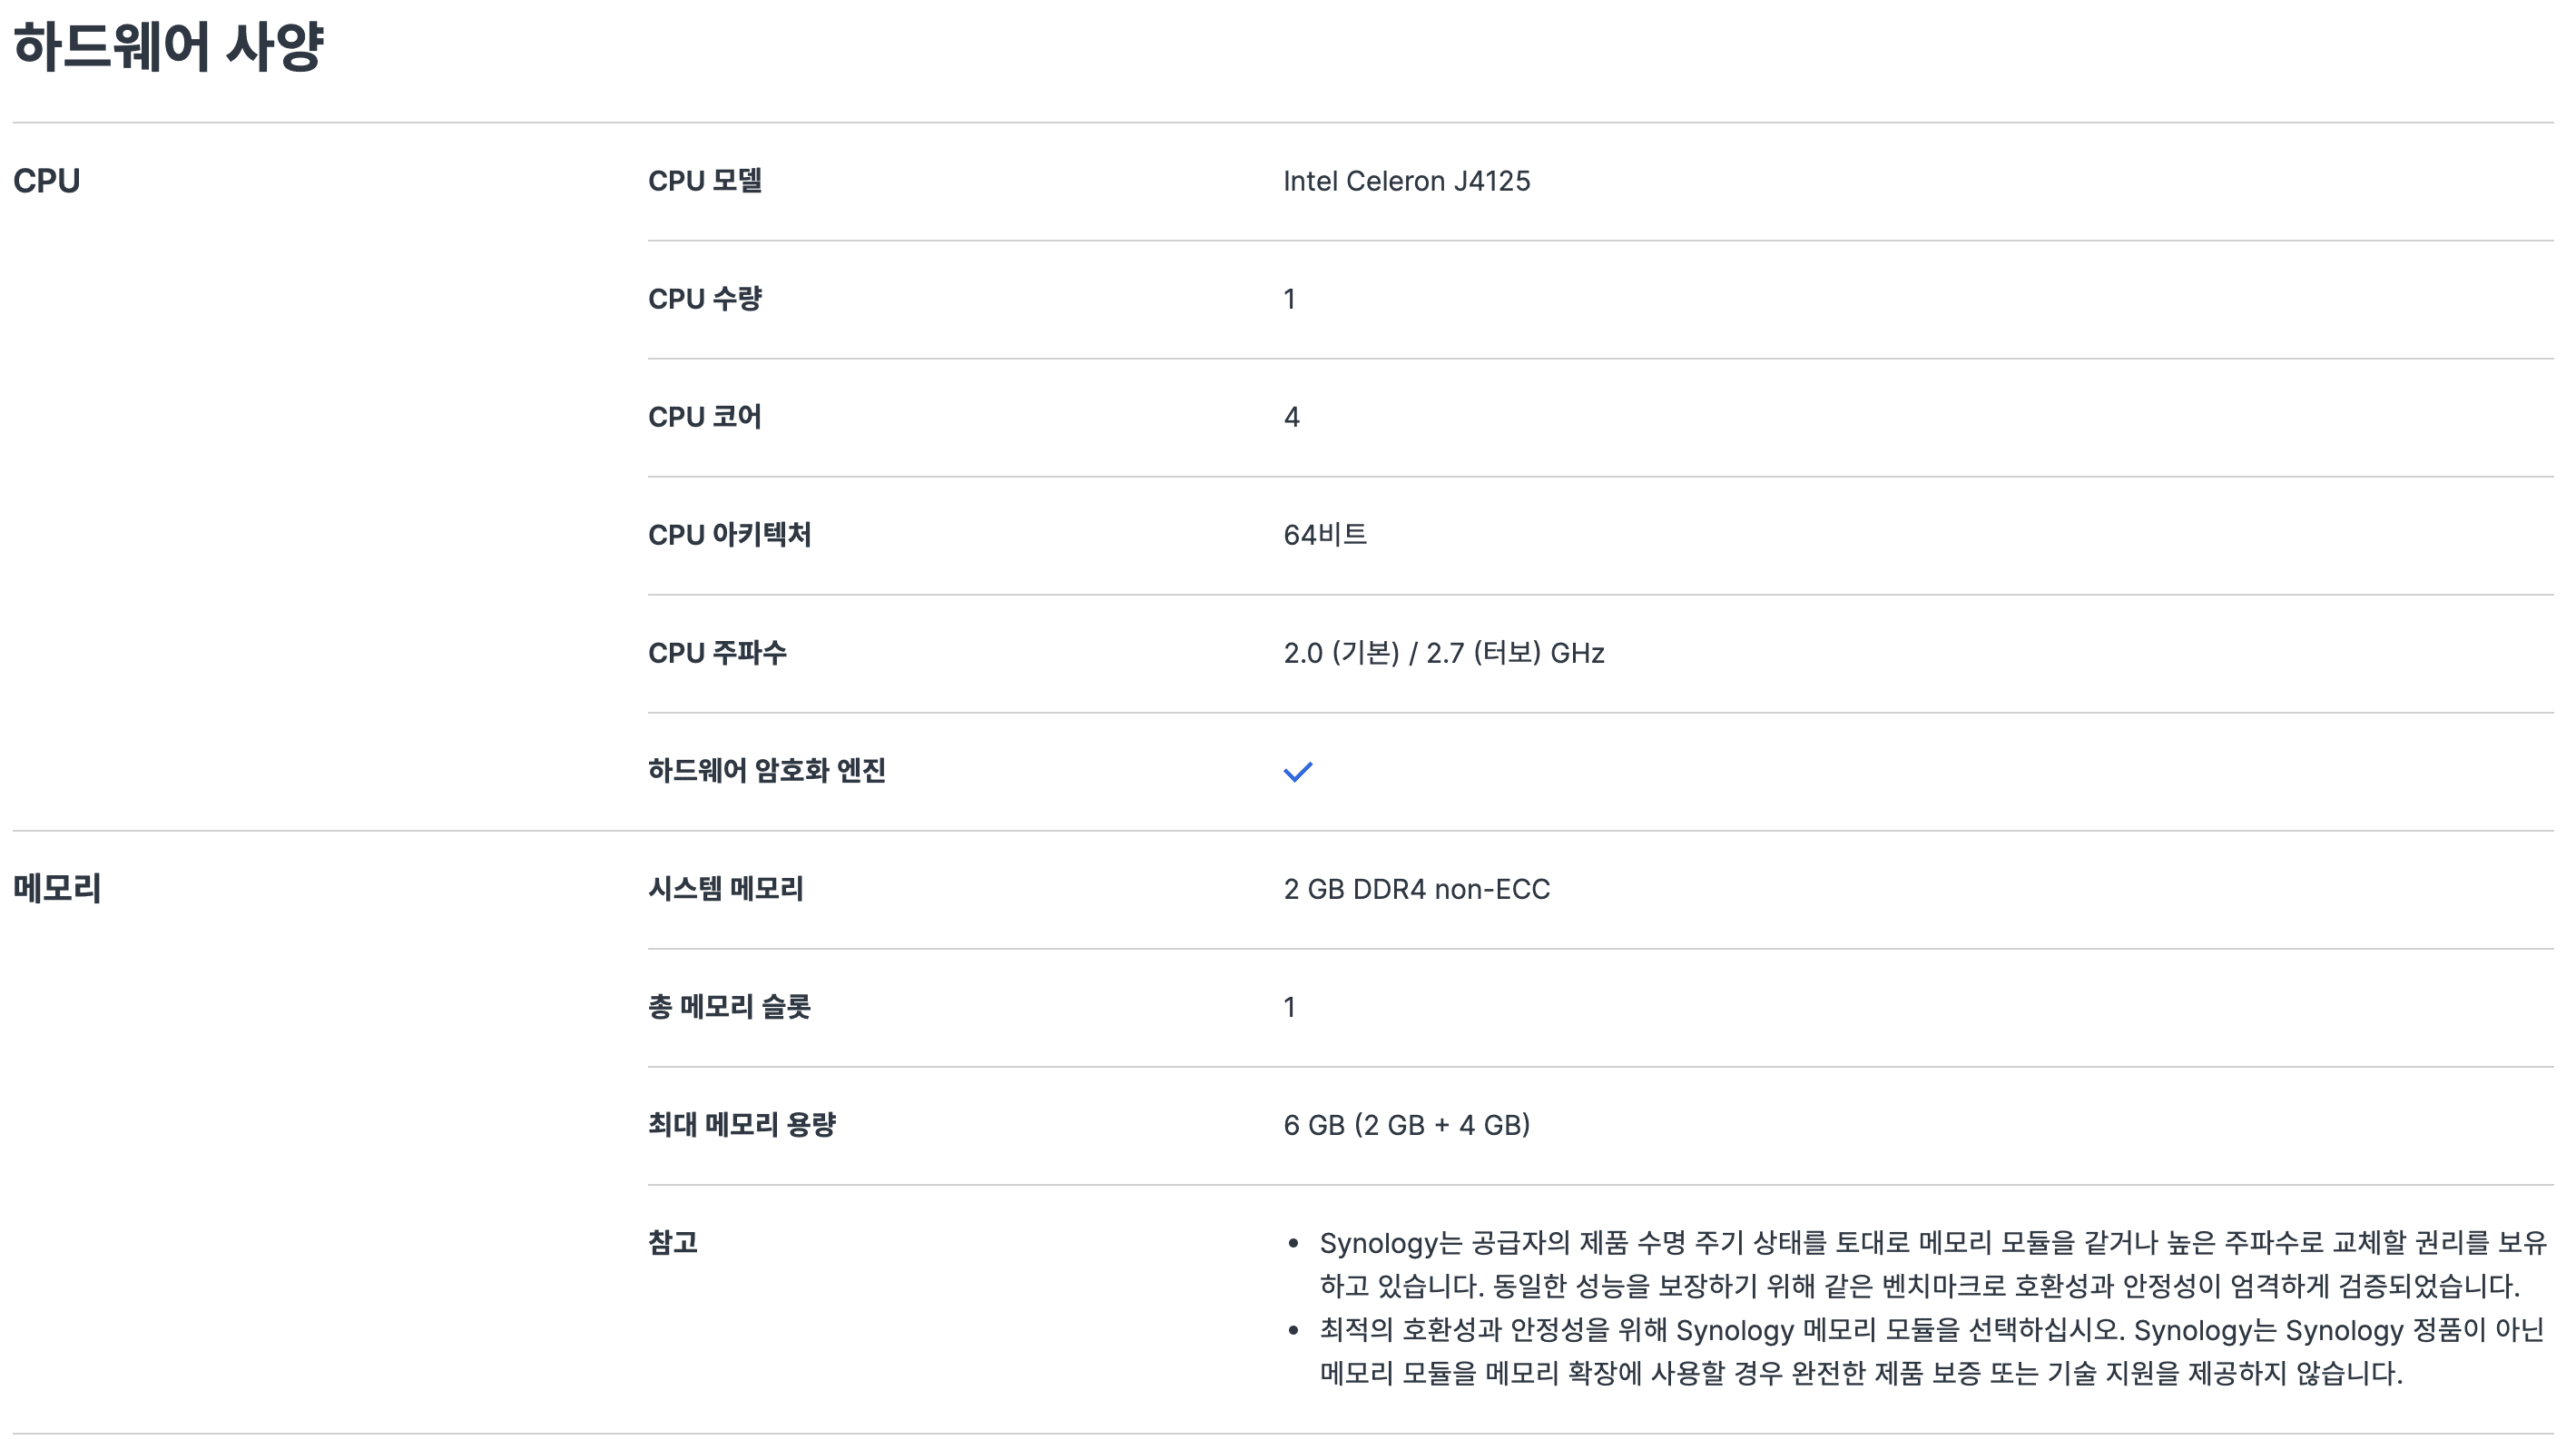 하드웨어 사양
CPU
CPU 모델
Intel Celeron J4125
CPU 수량
1
CPU 코어
4
CPU 아키텍처
64비트
CPU 주파수
2.0 (기본) / 2.7 (터보) GHz
하드웨어 암호화 엔진
메모리
시스템 메모리
2 GB DDR4 non-ECC
총 메모리 슬롯
1
최대 메모리 용량
6 GB (2 GB + 4 GB)
참고
• Synology는 공급자의 제품 수명 주기 상태를 토대로 메모리 모듈을 같거나 높은 주파수로 교체할 권리를 보유
하고 있습니다. 동일한 성능을 보장하기 위해 같은 벤치마크로 호환성과 안정성이 엄격하게 검증되었습니다.
• 최적의 호환성과 안정성을 위해 Synology 메모리 모듈을 선택하십시오. Synology는 Synology 정품이 아닌
메모리 모듈을 메모리 확장에 사용할 경우 완전한 제품 보증 또는 기술 지원을 제공하지 않습니다.